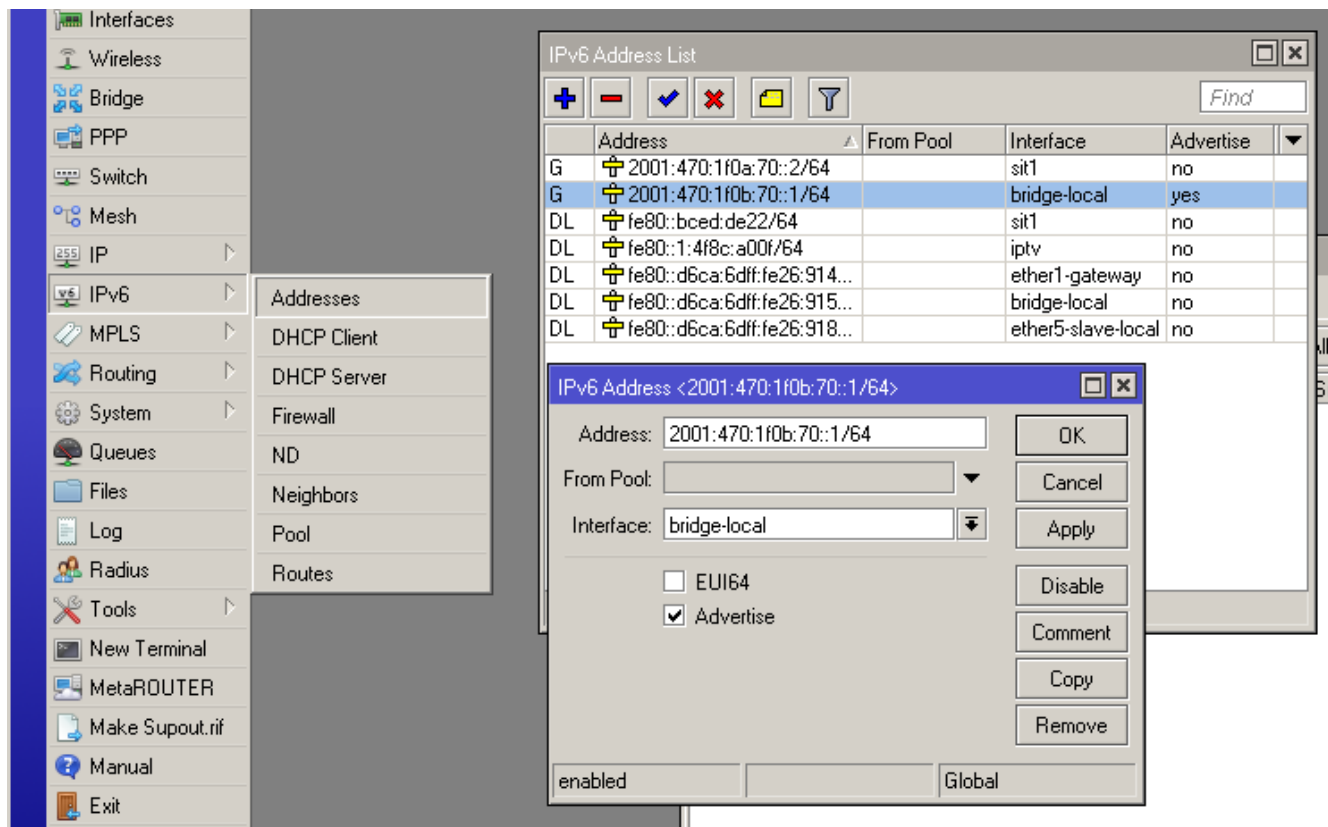 Interfaces
Wireless
Bridge
PPP
Switch
Mesh
255 IP
v6 IPv6
MPLS
Routing
System
Queues
Files
Log
Radius
Tools
New Terminal
MetaROUTER
Make Supout.rif
Manual
Exit
Addresses
DHCP Client
DHCP Server
Firewall
ND
Neighbors
Pool
Routes
IPv6 Address List
Find
Address From Pool Interface Advertise
G 2001:470:1f0a:70::2/64 sit1 no
G 2001:470:1f0b:70::1/64 bridge-local yes
DL fe80::bced:de22/64 sit1 no
DL fe80::1:4f8c:a00f/64 iptv no
DL fe80::d6ca:6dff:fe26:914... ether1-gateway no
DL fe80::d6ca:6dff:fe26:915... bridge-local no
DL fe80::d6ca:6dff:fe26:918... ether5-slave-local no
IPv6 Address <2001:470:1f0b:70::1/64>
Address: 2001:470:1f0b:70::1/64
From Pool:
Interface: bridge-local
EUI64
Advertise
OK
Cancel
Apply
Disable
Comment
Copy
Remove
enabled Global